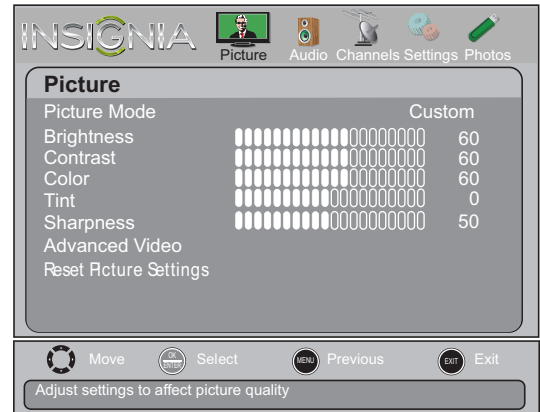 INSIGNIA
Picture Audio Channels Settings Photos
Picture
Picture Mode Custom
Brightness 60
Contrast 60
Color 60
Tint 0
Sharpness 50
Advanced Video
Reset Picture Settings
Move OK ENTER Select MENU Previous EXIT Exit
Adjust settings to affect picture quality